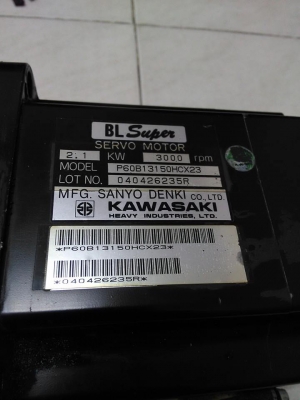 BL Super
SERVO MOTOR
2.1 KW 3000 rpm
MODEL P60B13150HCX23
LOT NO. 040426235R
MFG. SANYO DENKI CO.,LTD.
KAWASAKI
HEAVY INDUSTRIES, LTD.
*P60B13150HCX23*
*040426235R*